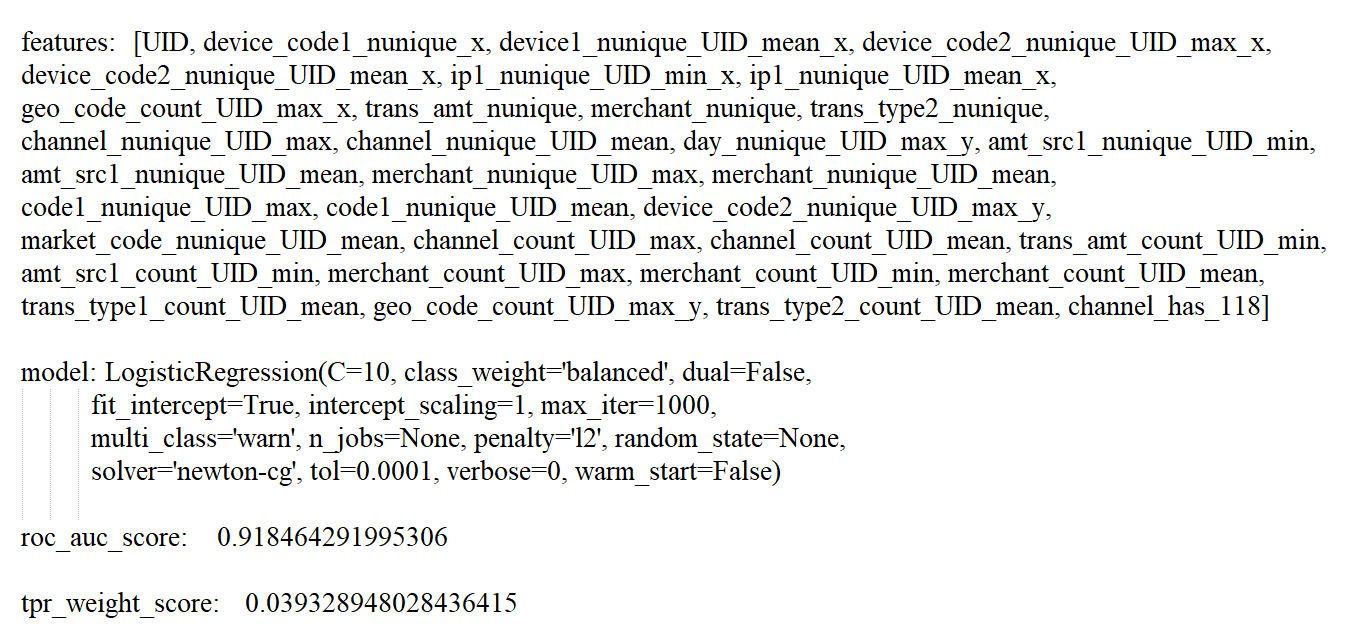 features: [UID, device_code1_nunique_x, device1_nunique_UID_mean_x, device_code2_nunique_UID_max_x,
device_code2_nunique_UID_mean_x, ip1_nunique_UID_min_x, ip1_nunique_UID_mean_x,
geo_code_count_UID_max_x, trans_amt_nunique, merchant_nunique, trans_type2_nunique,
channel_nunique_UID_max, channel_nunique_UID_mean, day_nunique_UID_max_y, amt_src1_nunique_UID_min,
amt_src1_nunique_UID_mean, merchant_nunique_UID_max, merchant_nunique_UID_mean,
code1_nunique_UID_max, code1_nunique_UID_mean, device_code2_nunique_UID_max_y,
market_code_nunique_UID_mean, channel_count_UID_max, channel_count_UID_mean, trans_amt_count_UID_min,
amt_src1_count_UID_min, merchant_count_UID_max, merchant_count_UID_min, merchant_count_UID_mean,
trans_type1_count_UID_mean, geo_code_count_UID_max_y, trans_type2_count_UID_mean, channel_has_118]
model: LogisticRegression(C=10, class_weight='balanced', dual=False,
fit_intercept=True, intercept_scaling=1, max_iter=1000,
multi_class='warn', n_jobs=None, penalty='l2', random_state=None,
solver='newton-cg', tol=0.0001, verbose=0, warm_start=False)
roc_auc_score: 0.918464291995306
tpr_weight_score: 0.039328948028436415